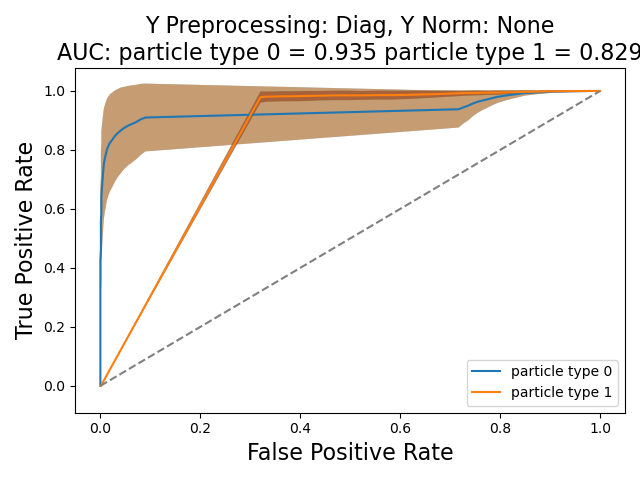 Y Preprocessing: Diag, Y Norm: None
AUC: particle type 0 = 0.935 particle type 1 = 0.829
True Positive Rate
1.0
0.8
0.6
0.4
0.2
0.0
particle type 0
particle type 1
0.0 0.2 0.4 0.6 0.8 1.0
False Positive Rate